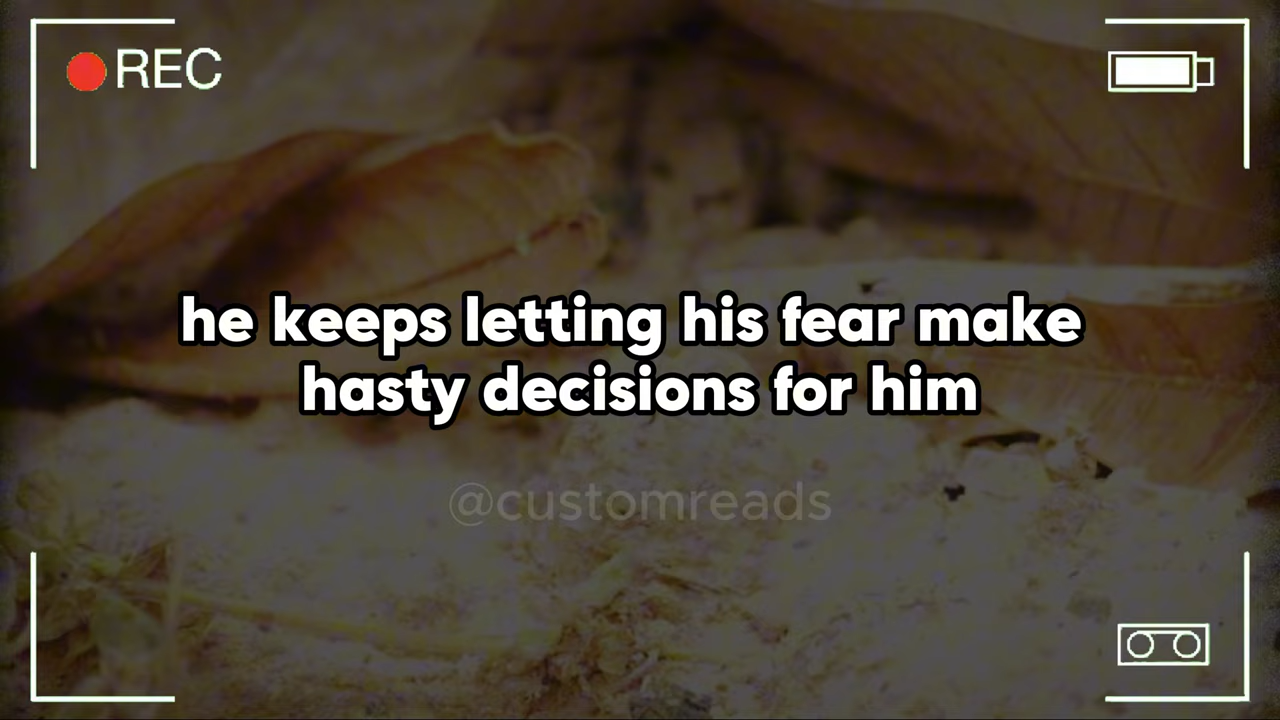 REC
he keeps letting his fear make
hasty decisions for him
@customreads